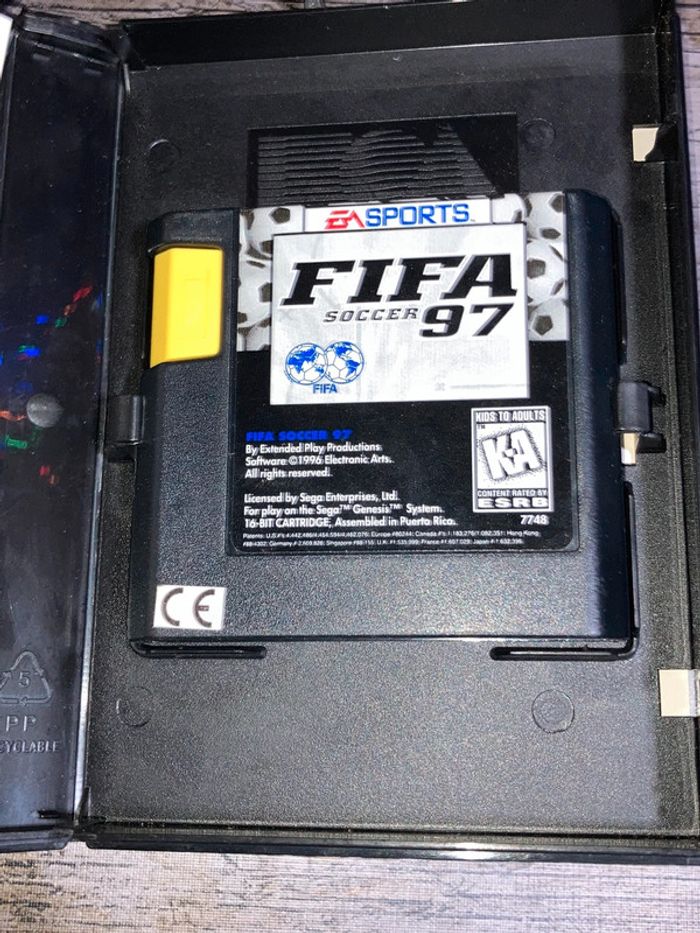 EA SPORTS™
FIFA
SOCCER 97
FIFA
FIFA SOCCER 97
By Extended Play Productions
Software ©1996 Electronic Arts.
All rights reserved.
Licensed by Sega Enterprises, Ltd.
For play on the Sega™ Genesis™ System.
16-BIT CARTRIDGE, Assembled in Puerto Rico.
KIDS TO ADULTS
K-A
CONTENT RATED BY
ESRB
7748
CE
5
PP